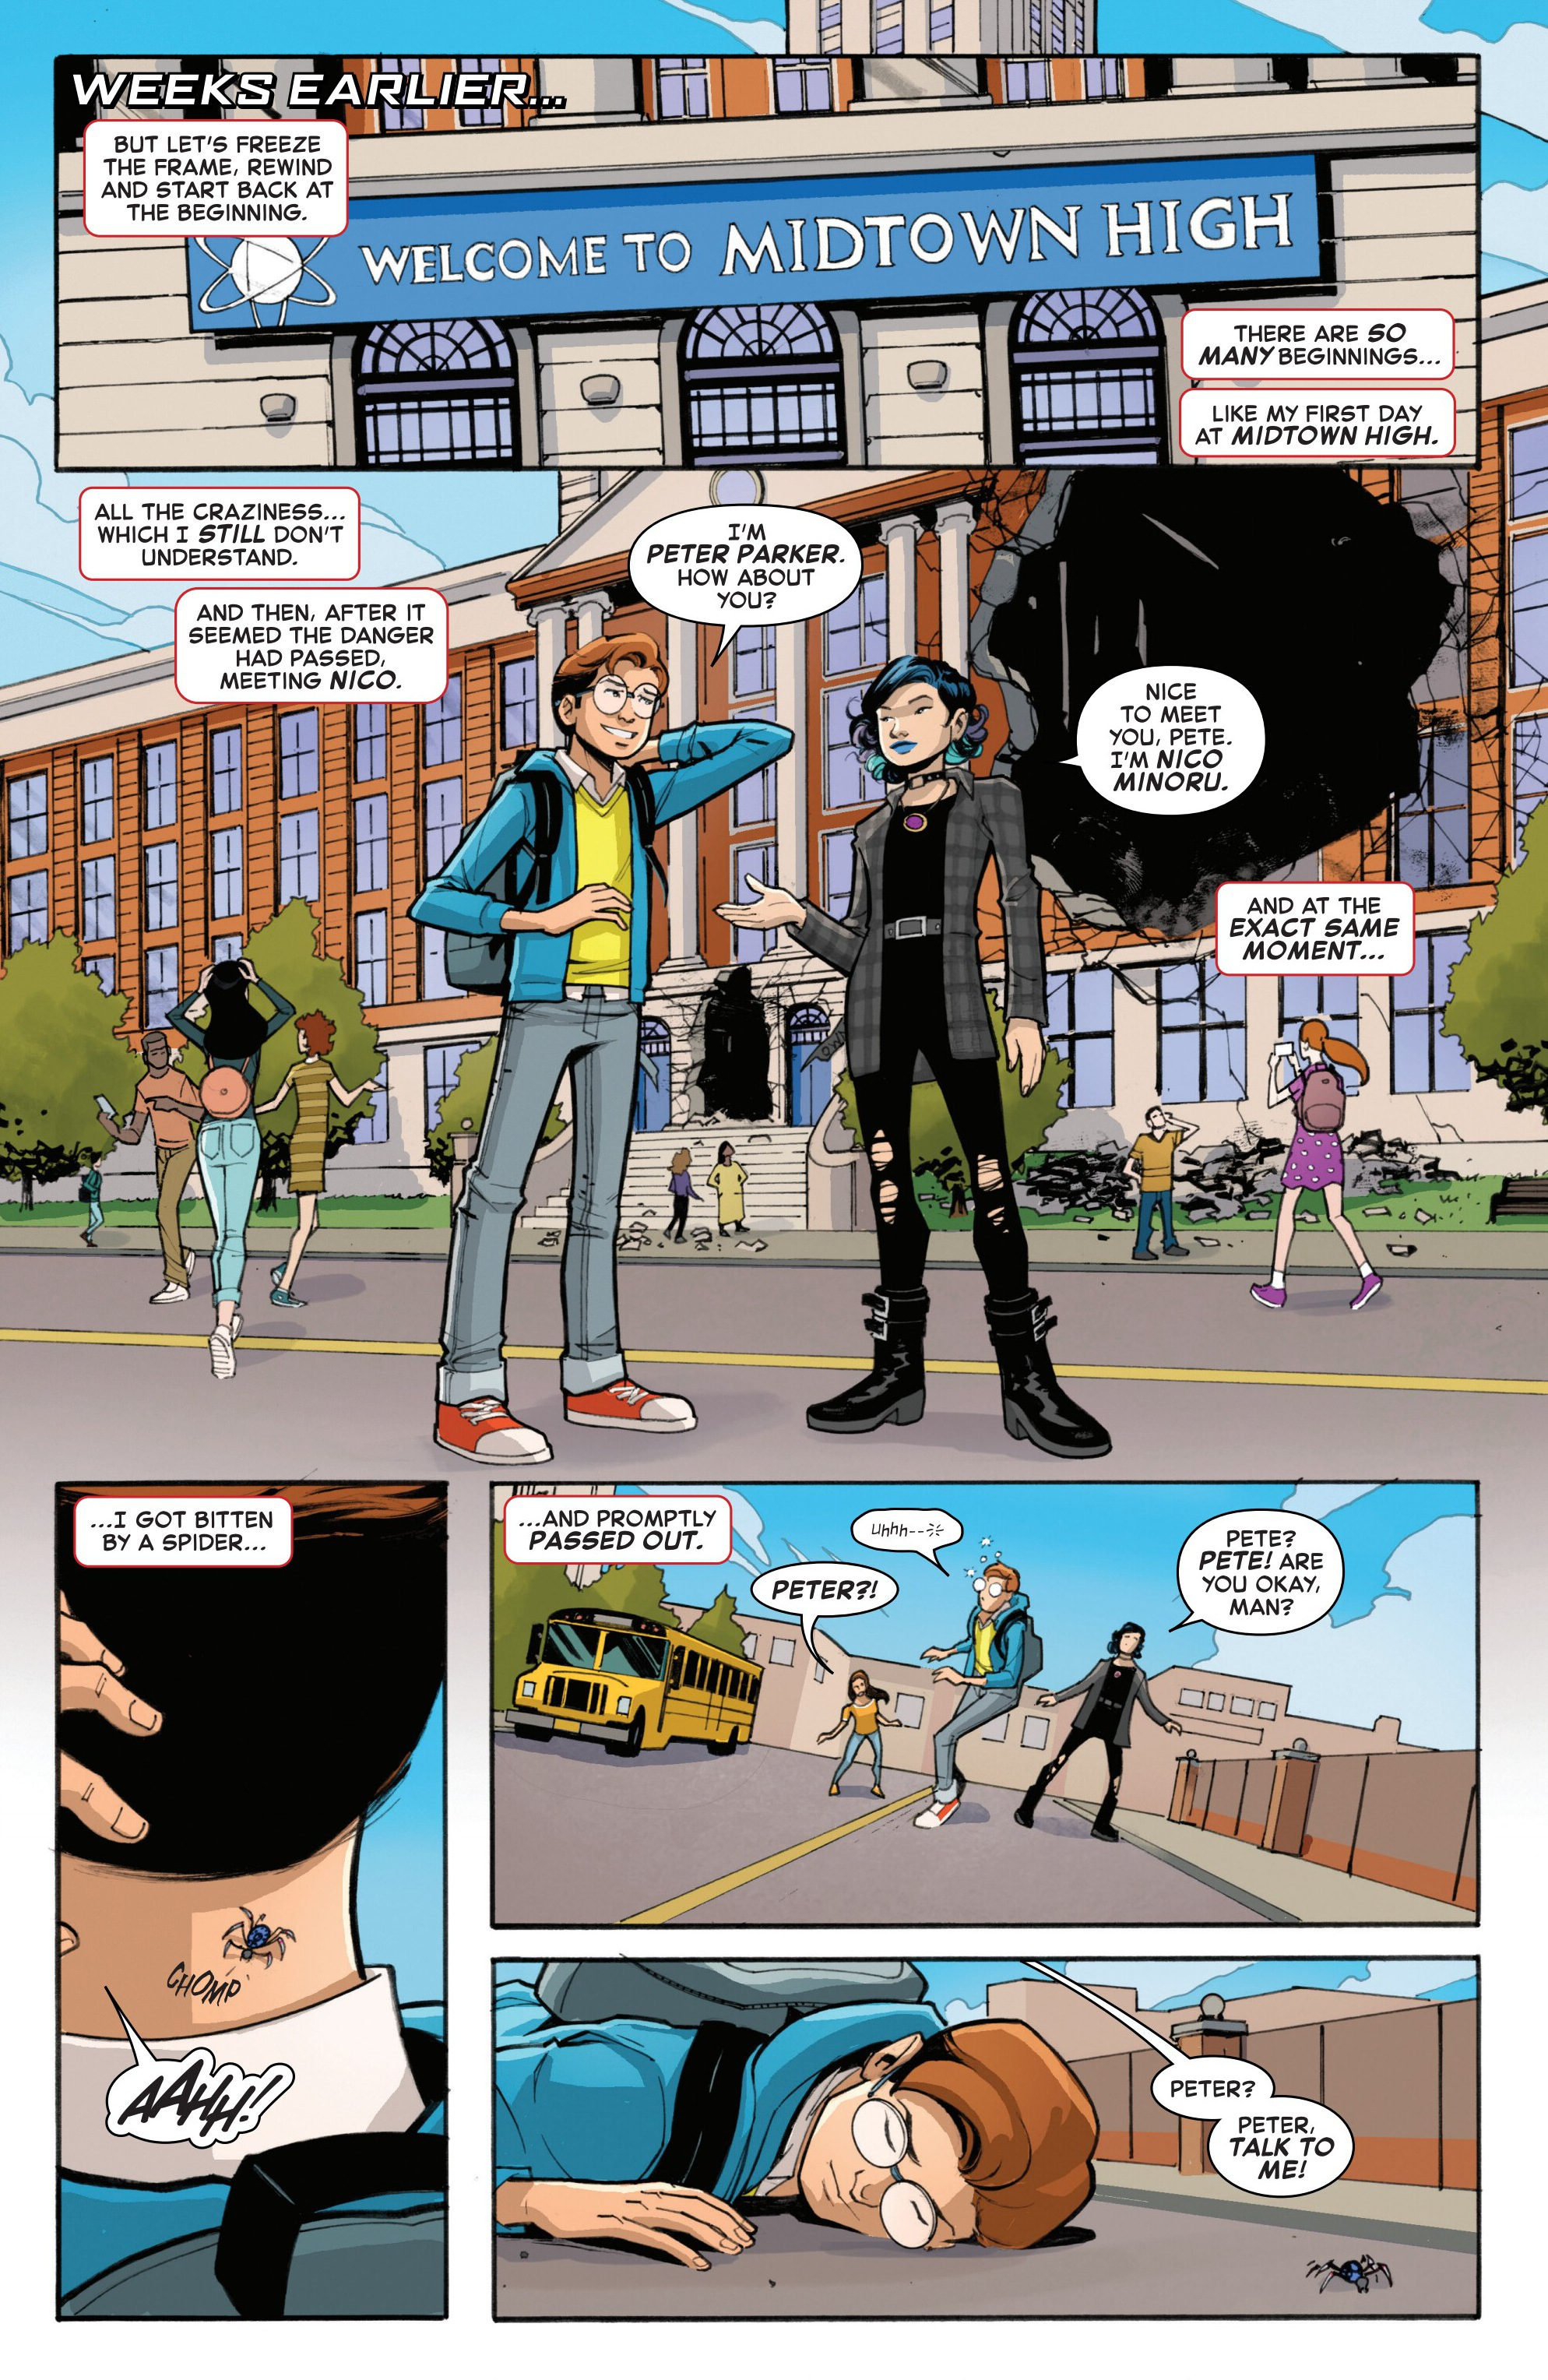 WEEKS EARLIER...
BUT LET'S FREEZE
THE FRAME, REWIND
AND START BACK AT
THE BEGINNING.
WELCOME TO MIDTOWN HIGH
THERE ARE SO
MANY BEGINNINGS...
LIKE MY FIRST DAY
AT MIDTOWN HIGH.
ALL THE CRAZINESS...
WHICH I STILL DON'T
UNDERSTAND.
AND THEN, AFTER IT
SEEMED THE DANGER
HAD PASSED,
MEETING NICO.
I'M
PETER PARKER.
HOW ABOUT
YOU?
NICE
TO MEET
YOU, PETE.
I'M NICO
MINORU.
AND AT THE
EXACT SAME
MOMENT...
...I GOT BITTEN
BY A SPIDER...
CHOMP
AAHH!
...AND PROMPTLY
PASSED OUT.
Uhhh--
PETER?!
PETE?
PETE! ARE
YOU OKAY,
MAN?
PETER?
PETER,
TALK TO
ME!